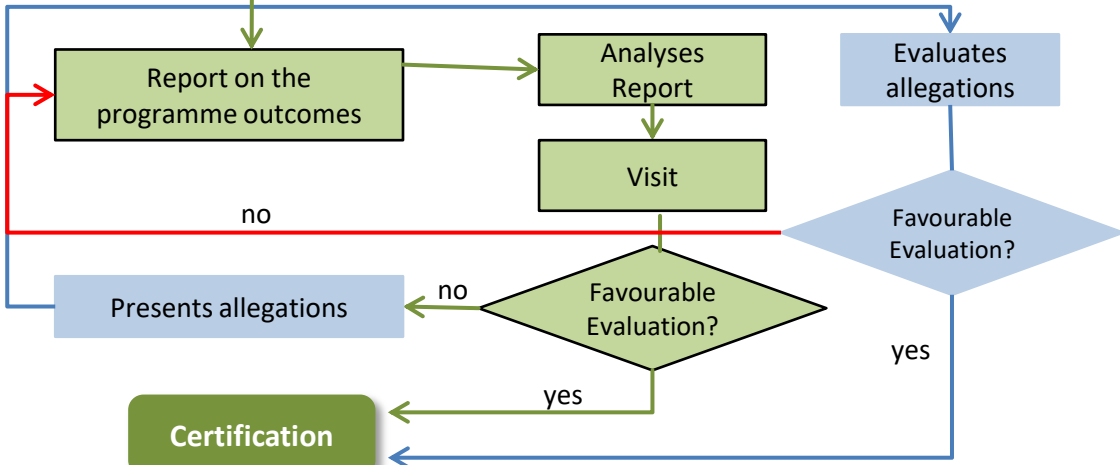 Report on the
programme outcomes
Analyses
Report
Evaluates
allegations
Visit
no
Favourable
Evaluation?
Presents allegations
no
Favourable
Evaluation?
yes
yes
Certification